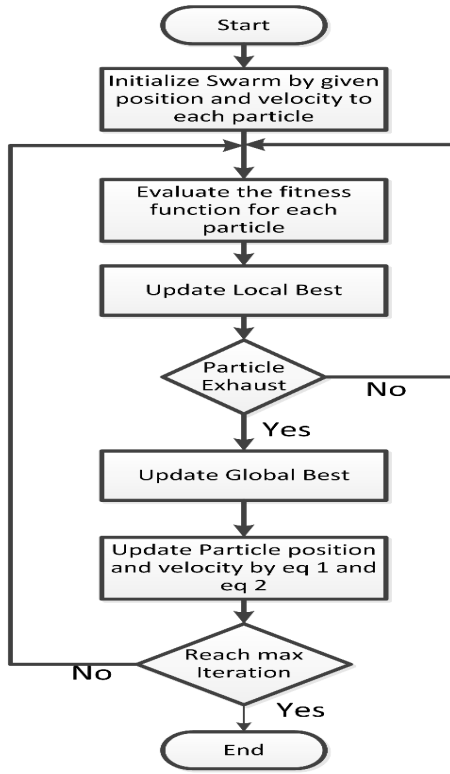 Start
Initialize Swarm by given
position and velocity to
each particle
Evaluate the fitness
function for each
particle
Update Local Best
Particle
Exhaust
No
Yes
Update Global Best
Update Particle position
and velocity by eq 1 and
eq 2
Reach max
Iteration
No
Yes
End